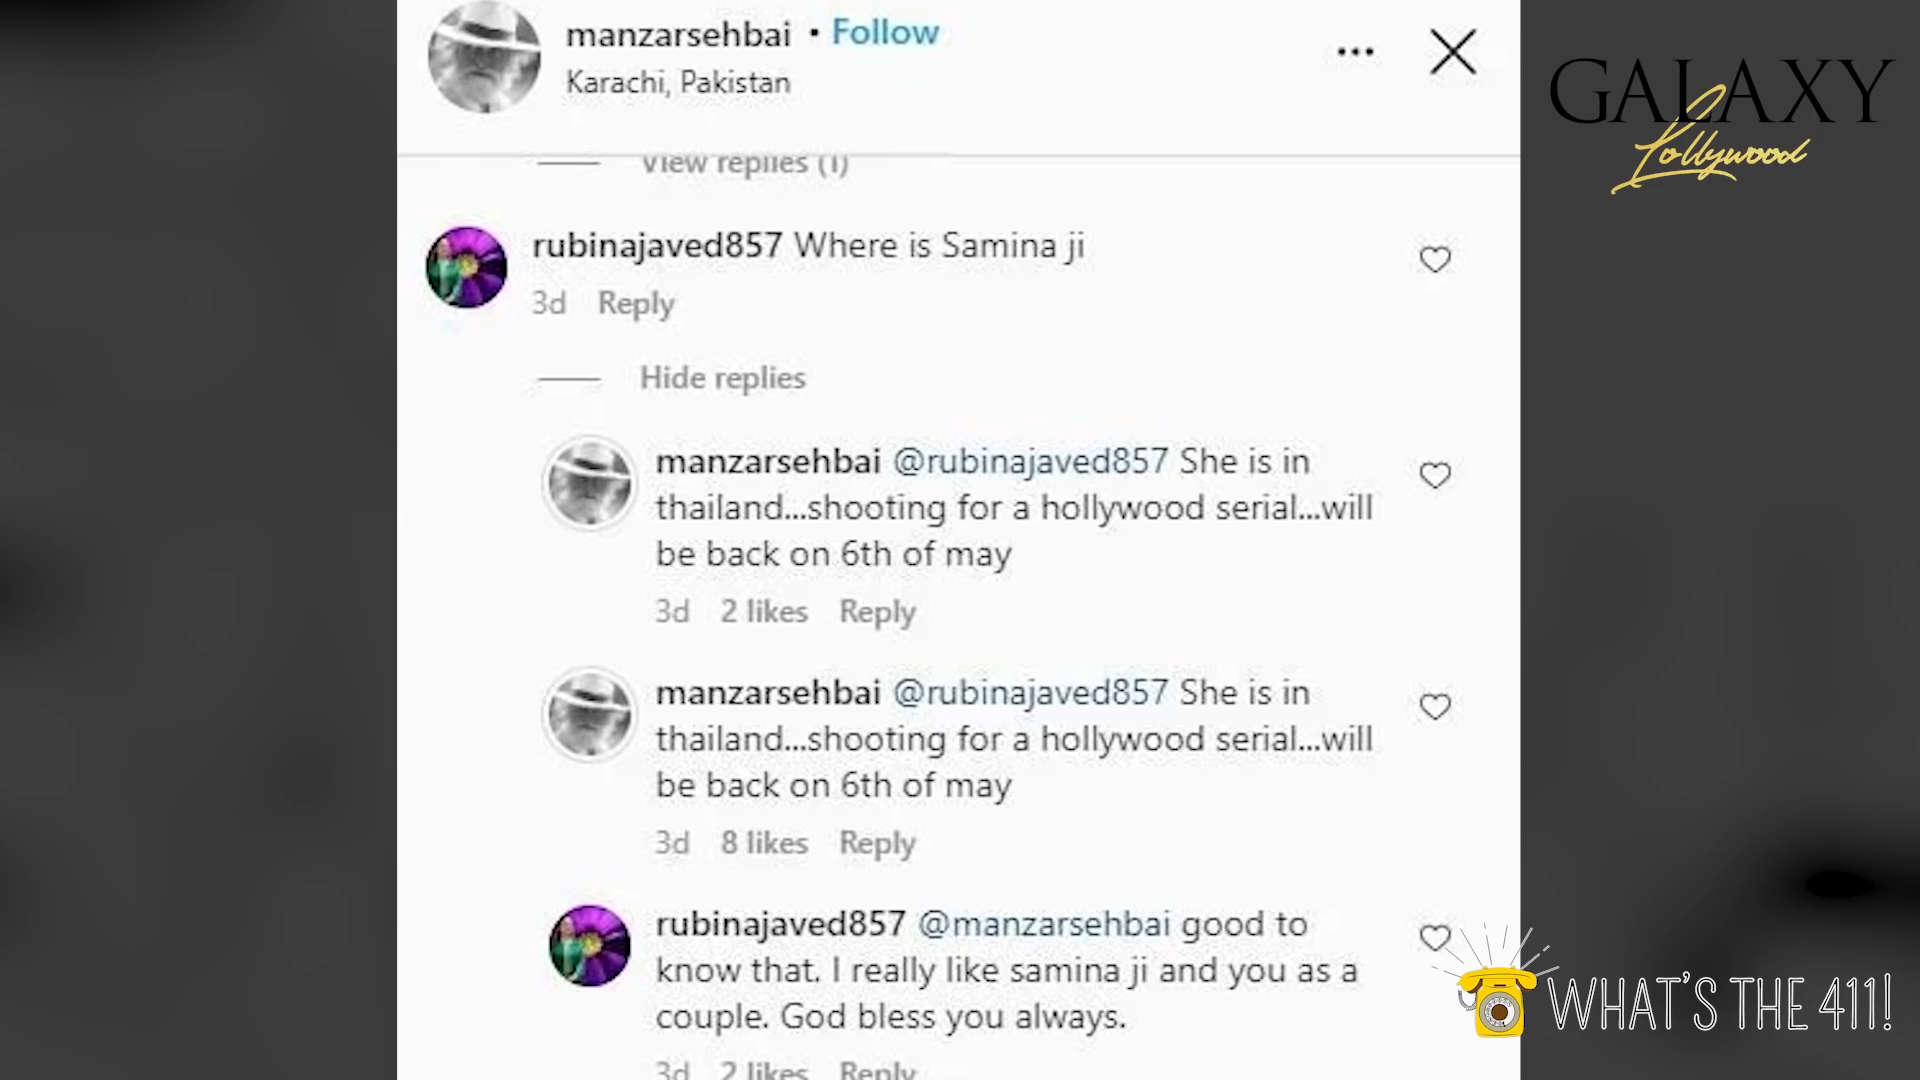 manzarsehbai • Follow
Karachi, Pakistan
GALAXY
Lollywood
View replies (1)
rubinajaved857 Where is Samina ji
3d Reply
Hide replies
manzarsehbai @rubinajaved857 She is in
thailand...shooting for a hollywood serial...will
be back on 6th of may
3d 2 likes Reply
manzarsehbai @rubinajaved857 She is in
thailand...shooting for a hollywood serial...will
be back on 6th of may
3d 8 likes Reply
rubinajaved857 @manzarsehbai good to
know that. I really like samina ji and you as a
couple. God bless you always.
3d 2 likes Reply
WHAT'S THE 411!